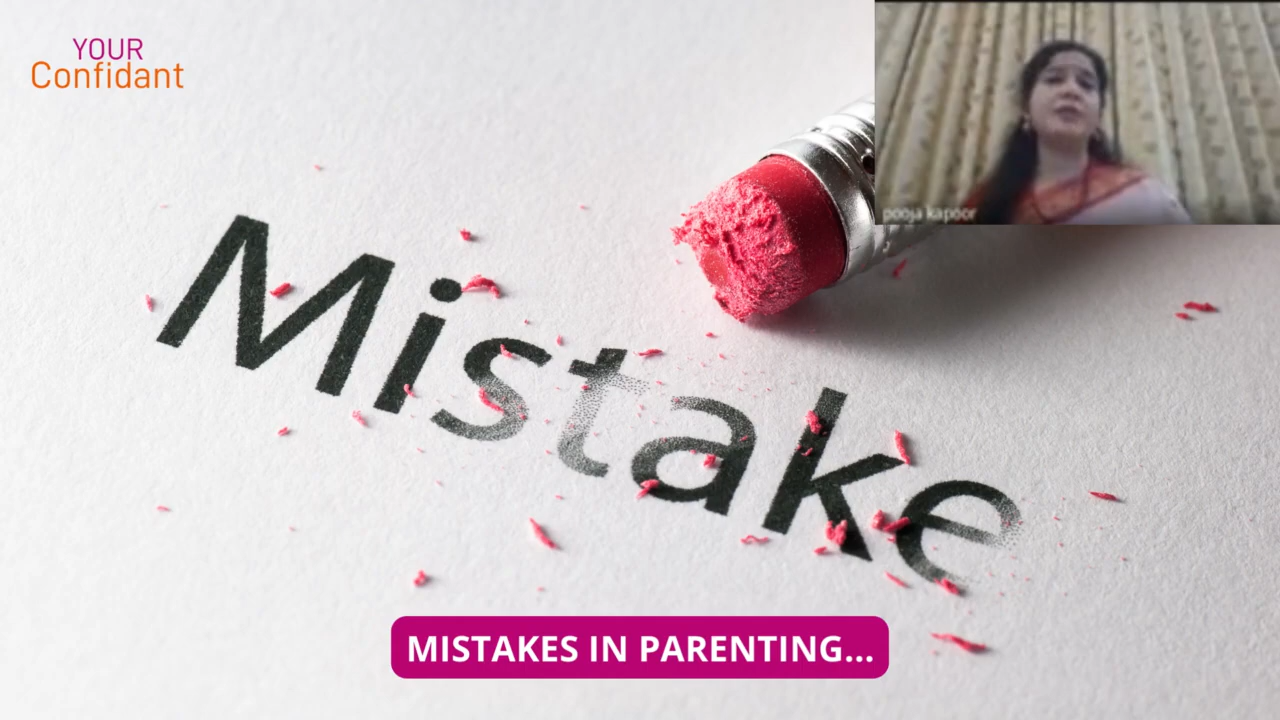 YOUR
Confidant
pooja kapoor
Mistake
MISTAKES IN PARENTING...